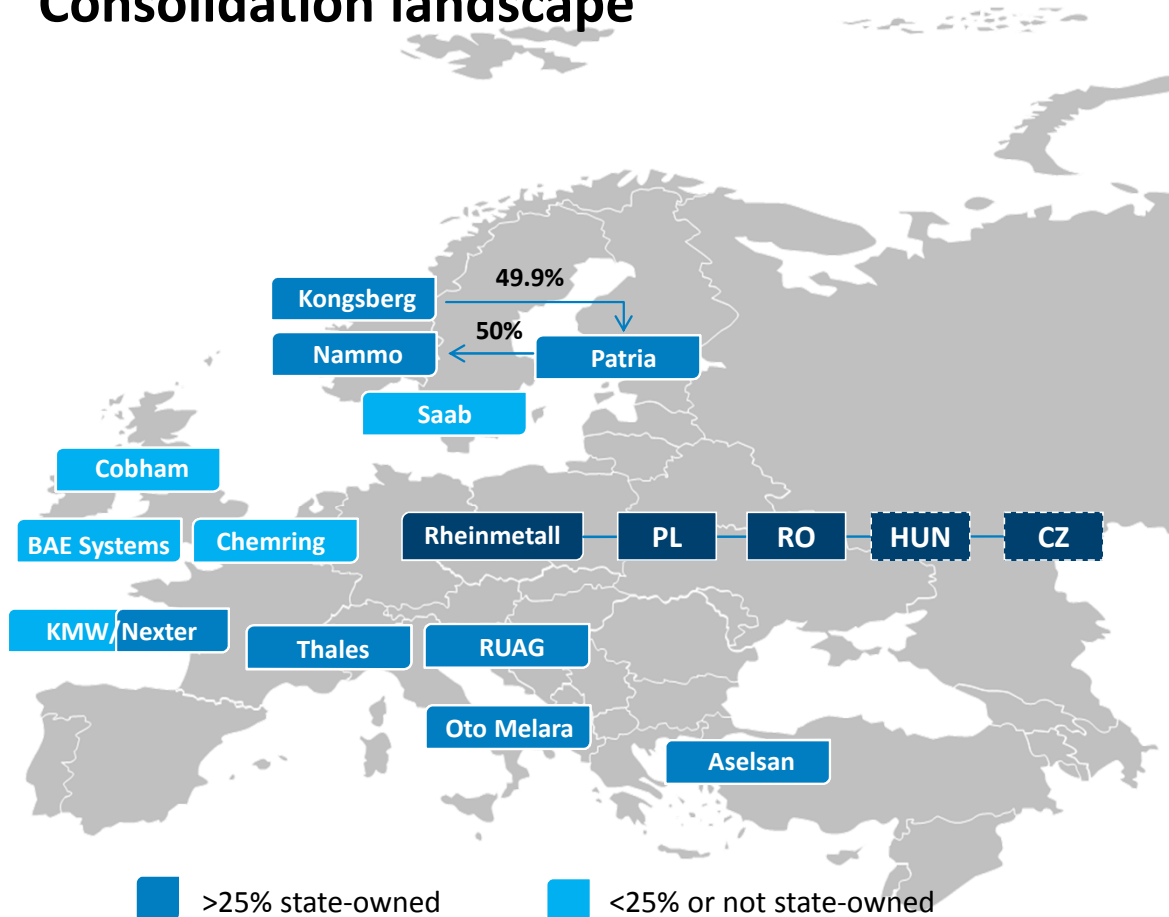 Consolidation landscape
49.9%
Kongsberg
50%
Nammo
Patria
Saab
Cobham
BAE Systems
Chemring
Rheinmetall
PL
RO
HUN
CZ
KMW/Nexter
Thales
RUAG
Oto Melara
Aselsan
>25% state-owned
<25% or not state-owned